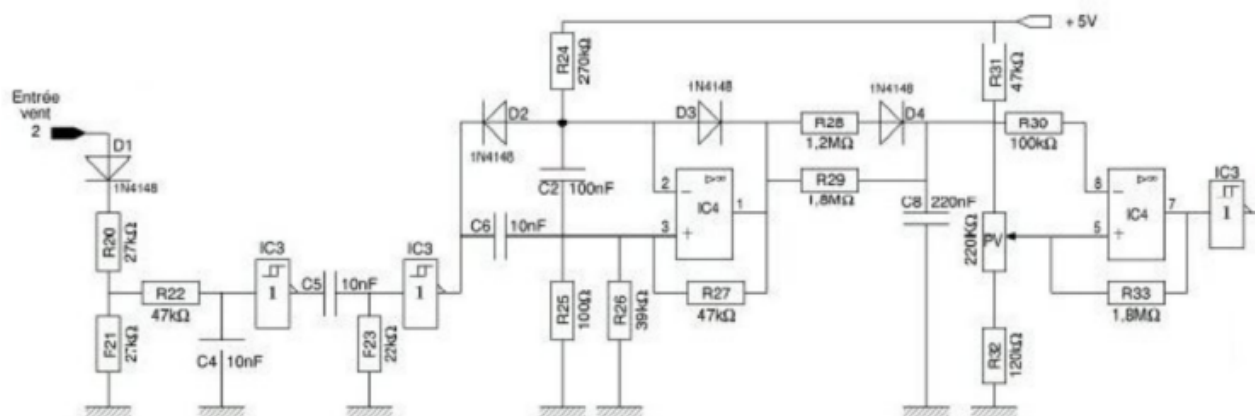 + 5V
R24
270kΩ
R31
47kΩ
Entrée
vent
2
D1
1N4148
D2
1N4148
1N4148
D3
R28
1,2MΩ
1N4148
D4
R30
100kΩ
C2
100nF
2
−
▷∞
IC4
1
3
+
R29
1,8MΩ
C8
220nF
8
−
▷∞
IC4
7
5
+
IC3
1
R20
27kΩ
R22
47kΩ
F21
27kΩ
C4
10nF
IC3
1
C5
10nF
F23
22kΩ
IC3
1
C6
10nF
R25
100Ω
R26
39kΩ
R27
47kΩ
220KΩ
PV
R33
1,8MΩ
R32
120kΩ